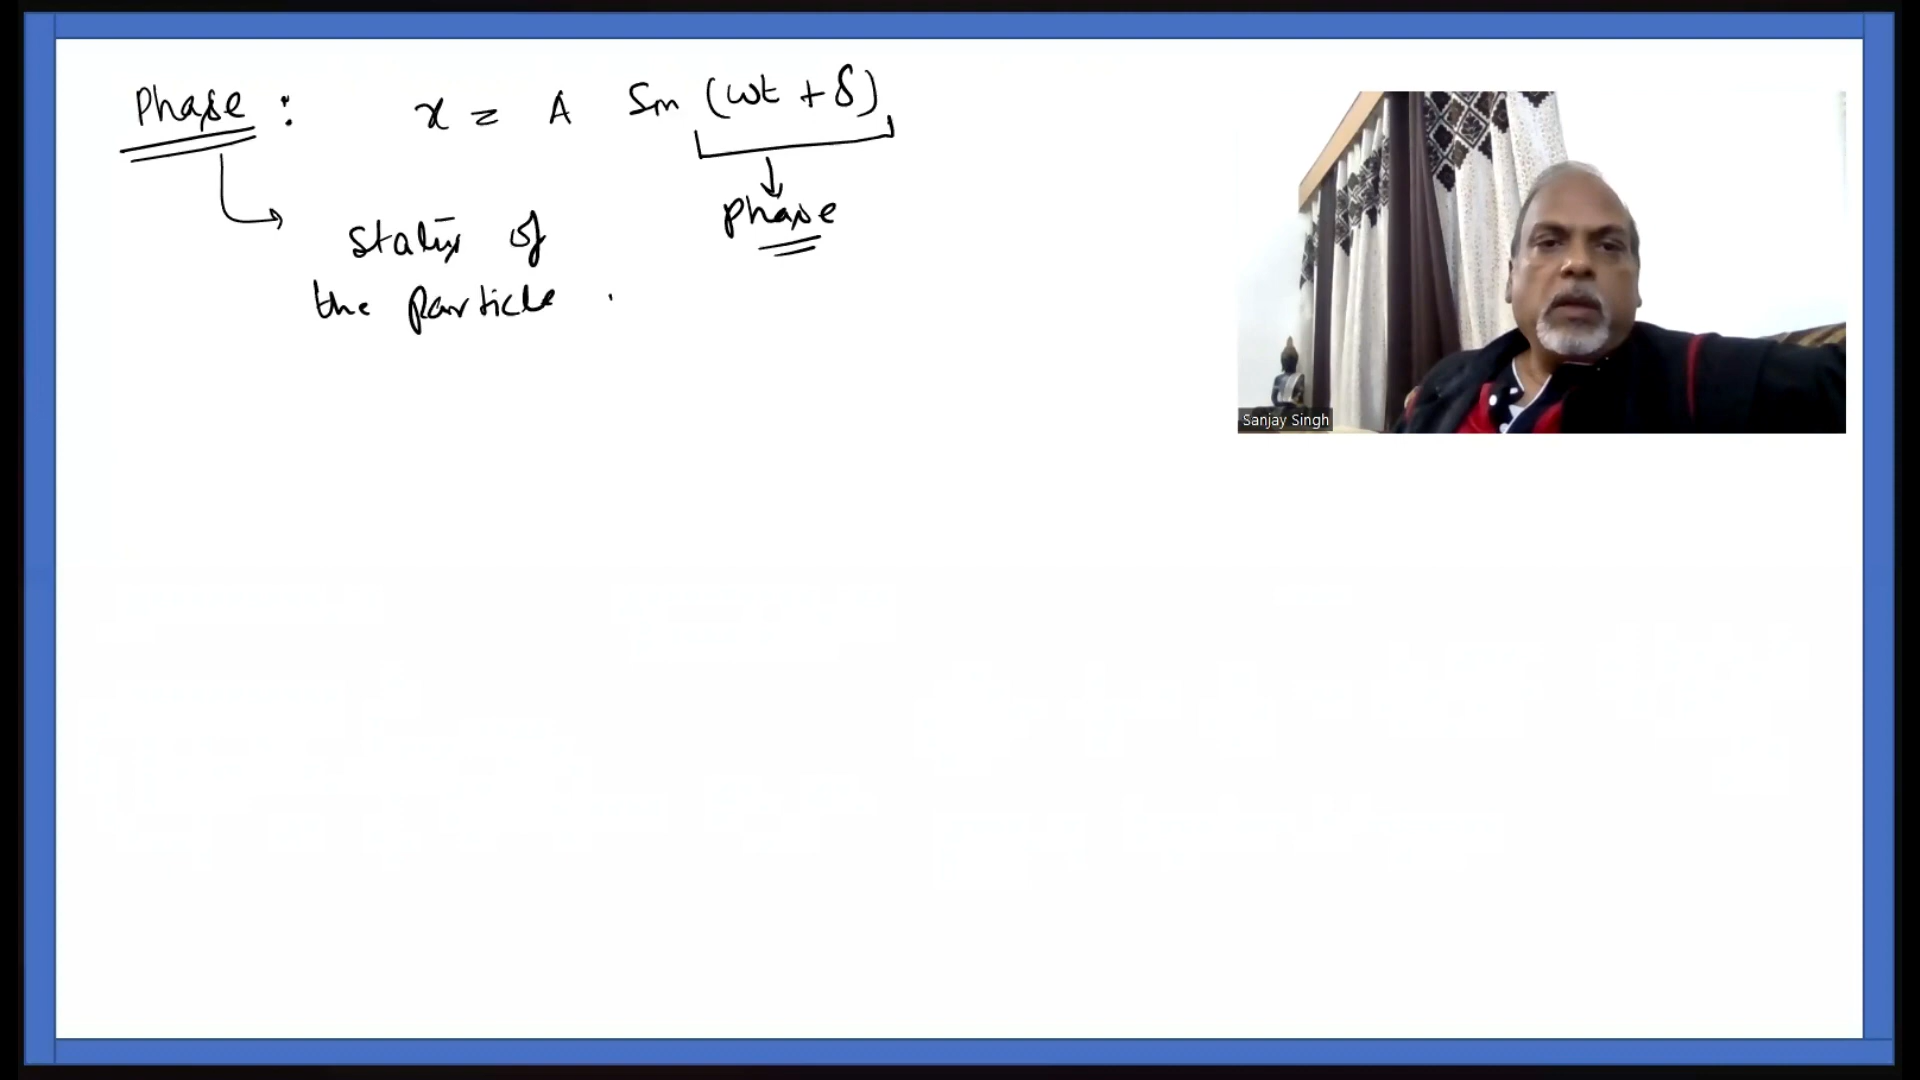 Phase : x = A Sin (ωt + δ)
phase
status of
the particle .
Sanjay Singh